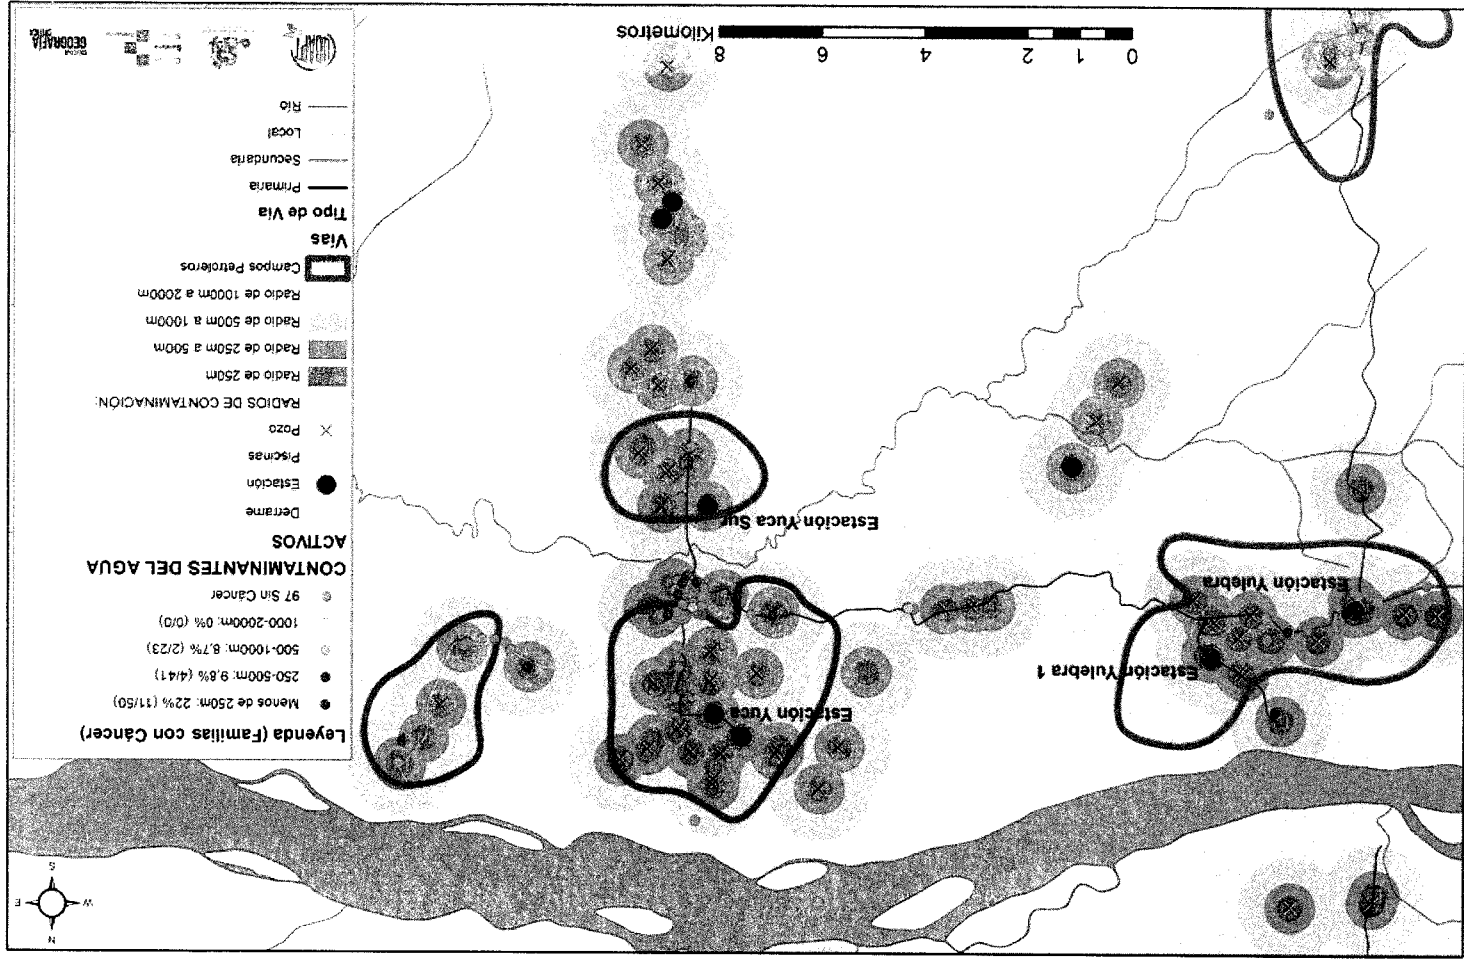 N
W E
S
Leyenda (Familias con Cáncer)
Menos de 250m: 22% (11/50)
250-500m: 9,8% (4/41)
500-1000m: 8,7% (2/23)
1000-2000m: 0% (0/0)
97 Sin Cáncer
CONTAMINANTES DEL AGUA
ACTIVOS
Derrame
Estación
Piscinas
Pozo
RADIOS DE CONTAMINACIÓN:
Radio de 250m
Radio de 250m a 500m
Radio de 500m a 1000m
Radio de 1000m a 2000m
Campos Petroleros
Vías
Tipo de Vía
Primaria
Secundaria
Local
Río
GEOGRAFÍA
CRÍTICA
Estación Yuca
Estación Yulebra 1
Estación Yulebra
Estación Yuca Sur
0 1 2 4 6 8
Kilometros